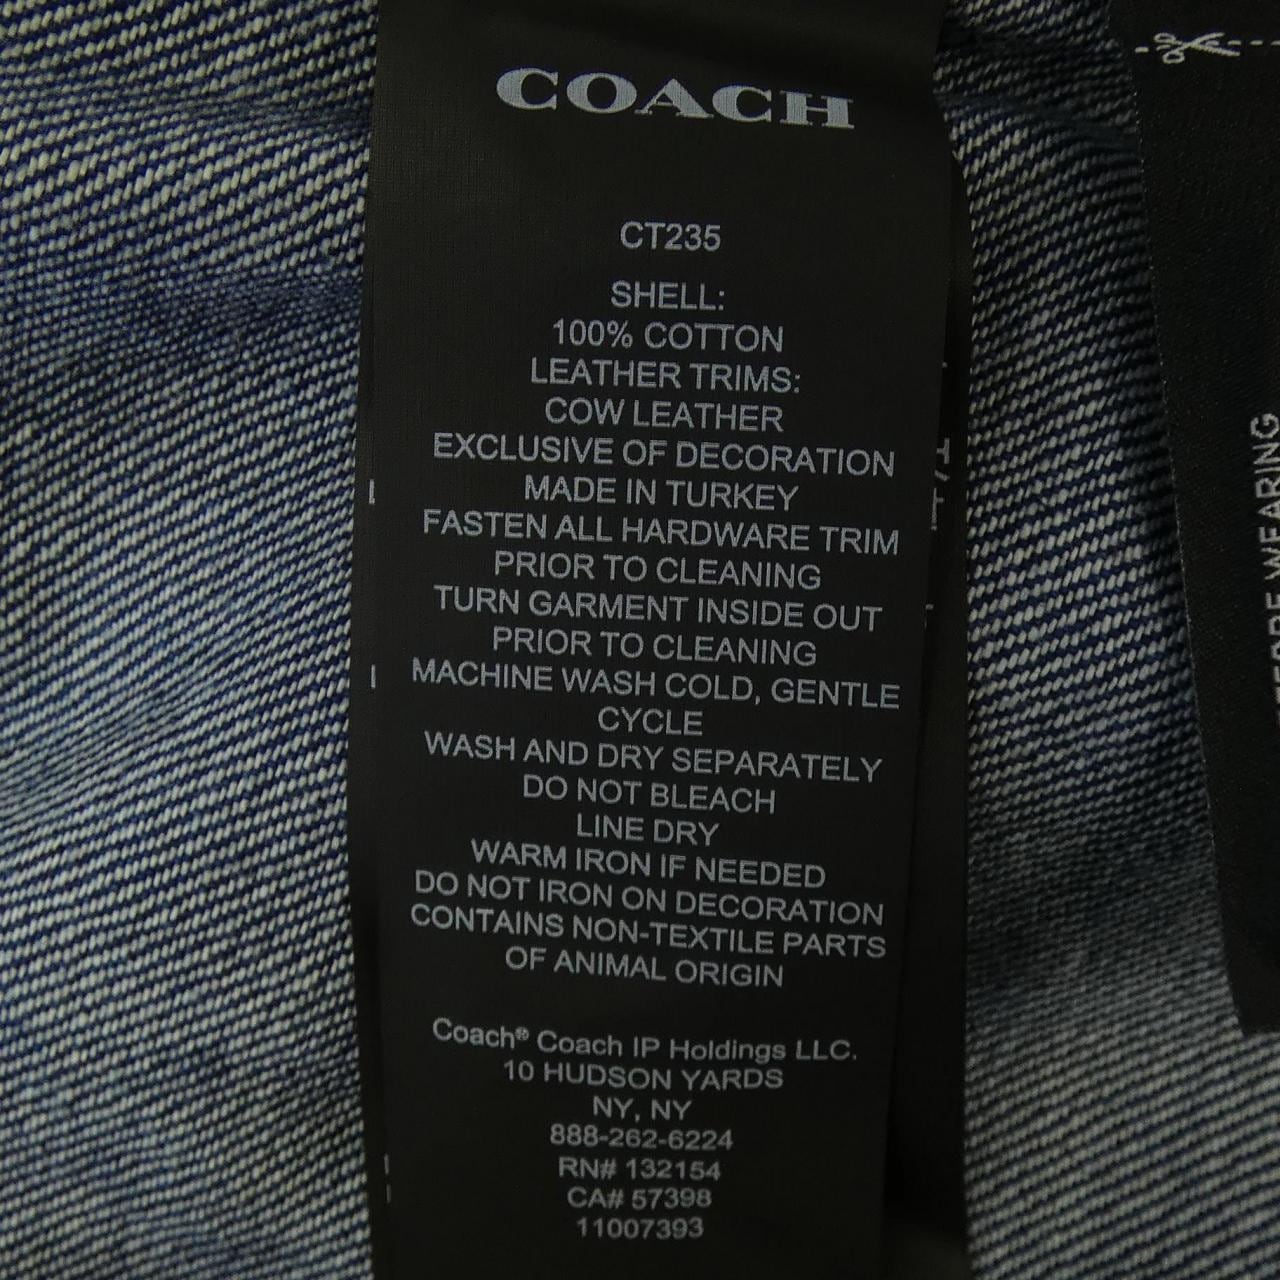 COACH
CT235
SHELL:
100% COTTON
LEATHER TRIMS:
COW LEATHER
EXCLUSIVE OF DECORATION
MADE IN TURKEY
FASTEN ALL HARDWARE TRIM
PRIOR TO CLEANING
TURN GARMENT INSIDE OUT
PRIOR TO CLEANING
MACHINE WASH COLD, GENTLE
CYCLE
WASH AND DRY SEPARATELY
DO NOT BLEACH
LINE DRY
WARM IRON IF NEEDED
DO NOT IRON ON DECORATION
CONTAINS NON-TEXTILE PARTS
OF ANIMAL ORIGIN
Coach® Coach IP Holdings LLC.
10 HUDSON YARDS
NY, NY
888-262-6224
RN# 132154
CA# 57398
11007393
WEARING